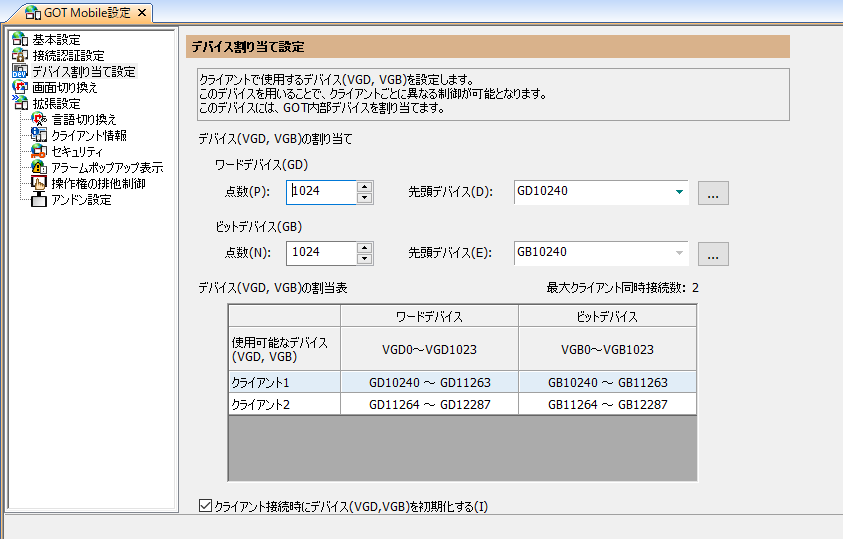 GOT Mobile設定
基本設定
接続認証設定
デバイス割り当て設定
画面切り換え
拡張設定
言語切り換え
クライアント情報
セキュリティ
アラームポップアップ表示
操作権の排他制御
アンドン設定
デバイス割り当て設定
クライアントで使用するデバイス(VGD, VGB)を設定します。
このデバイスを用いることで、クライアントごとに異なる制御が可能となります。
このデバイスには、GOT内部デバイスを割り当てます。
デバイス(VGD, VGB)の割り当て
ワードデバイス(GD)
点数(P): 1024 先頭デバイス(D): GD10240 ...
ビットデバイス(GB)
点数(N): 1024 先頭デバイス(E): GB10240 ...
デバイス(VGD, VGB)の割当表 最大クライアント同時接続数: 2
ワードデバイス ビットデバイス
使用可能なデバイス
(VGD, VGB) VGD0～VGD1023 VGB0～VGB1023
クライアント1 GD10240 ～ GD11263 GB10240 ～ GB11263
クライアント2 GD11264 ～ GD12287 GB11264 ～ GB12287
クライアント接続時にデバイス(VGD,VGB)を初期化する(I)